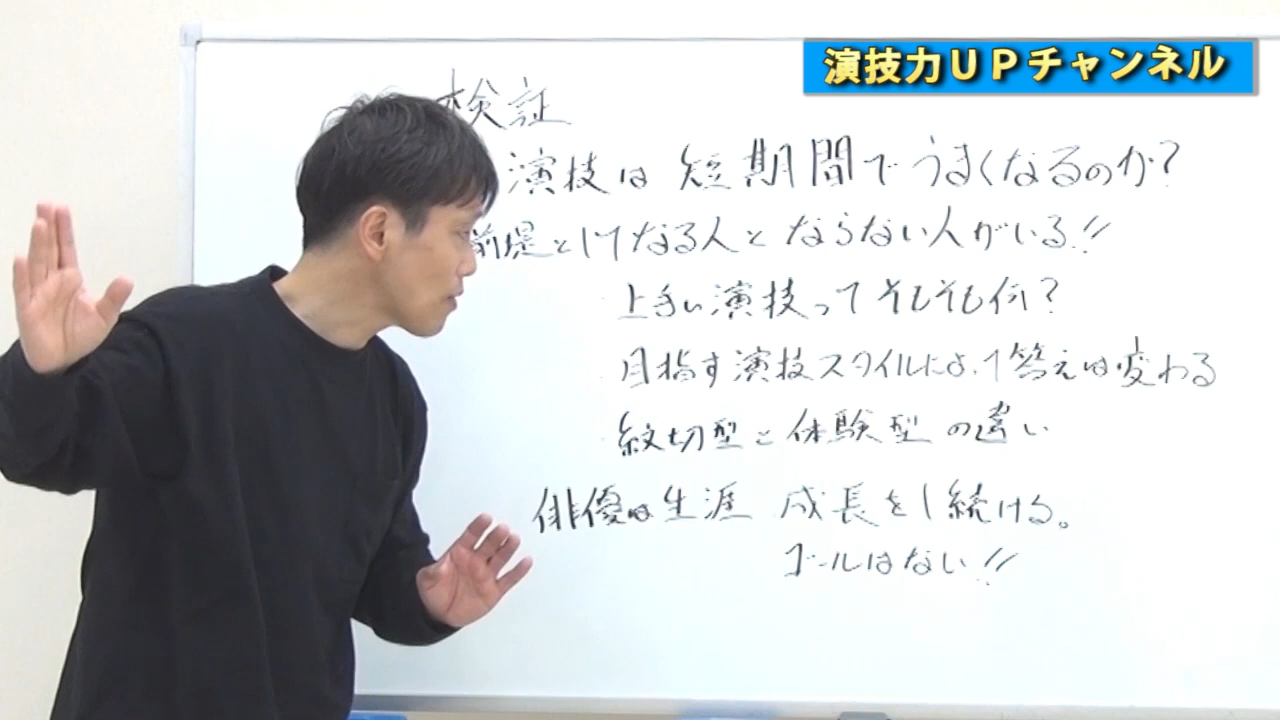 演技力UPチャンネル
検証
演技は短期間でうまくなるのか?
前堤としてなる人とならない人がいる!!
上手い演技ってそもそも何?
目指す演技スタイルによって答えは変わる
紋切型と体験型の違い
俳優は生涯 成長をし続ける。
ゴールはない!!